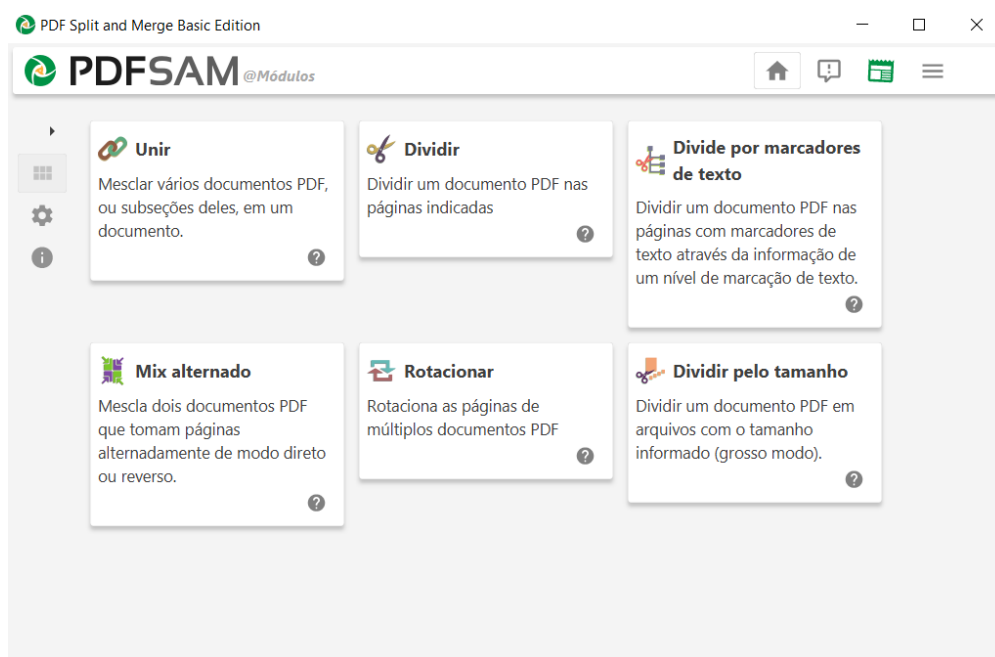 PDF Split and Merge Basic Edition
PDFSAM @Módulos
Unir
Mesclar vários documentos PDF,
ou subseções deles, em um
documento.
Dividir
Dividir um documento PDF nas
páginas indicadas
Divide por marcadores
de texto
Dividir um documento PDF nas
páginas com marcadores de
texto através da informação de
um nível de marcação de texto.
Mix alternado
Mescla dois documentos PDF
que tomam páginas
alternadamente de modo direto
ou reverso.
Rotacionar
Rotaciona as páginas de
múltiplos documentos PDF
Dividir pelo tamanho
Dividir um documento PDF em
arquivos com o tamanho
informado (grosso modo).